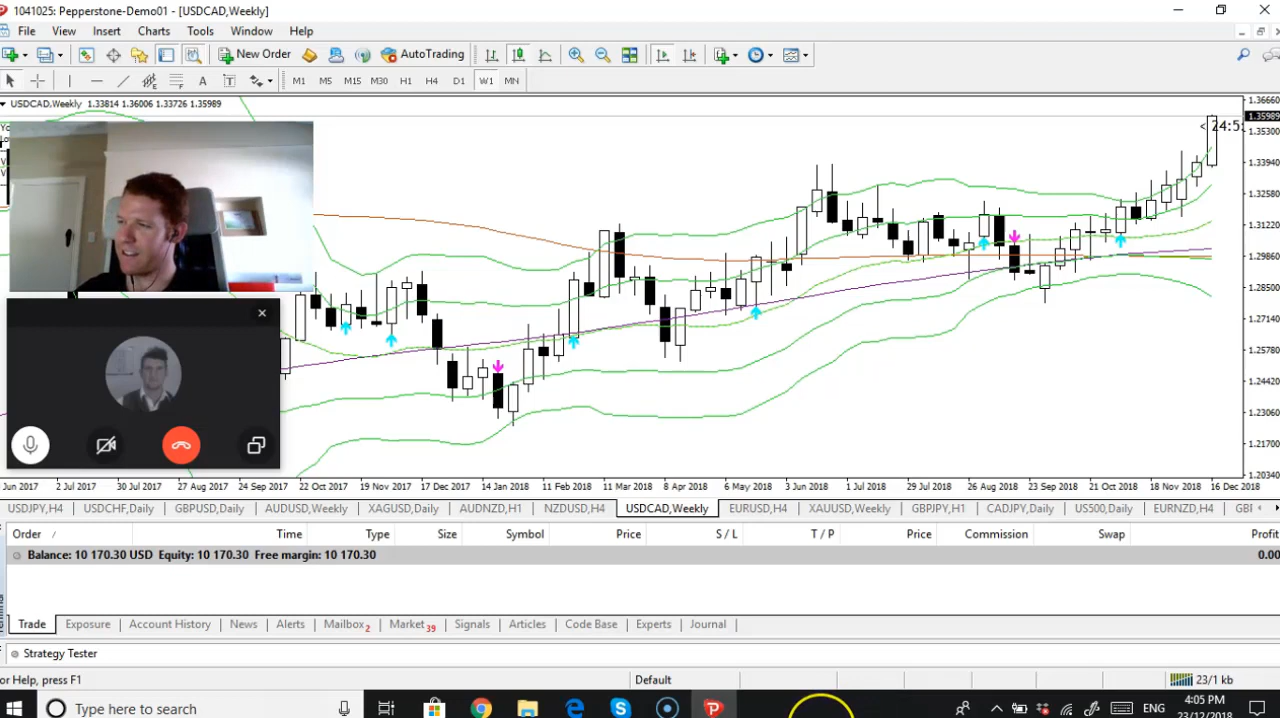 1041025: Pepperstone-Demo01 - [USDCAD,Weekly]
File View Insert Charts Tools Window Help
New Order AutoTrading
M1 M5 M15 M30 H1 H4 D1 W1 MN
USDCAD,Weekly 1.33814 1.36006 1.33726 1.35989
1.36660
1.35989
< 24:5
1.35300
1.33940
1.32580
1.31220
1.29860
1.28500
1.27140
1.25780
1.24420
1.23060
1.21700
1.20340
Jun 2017 2 Jul 2017 30 Jul 2017 27 Aug 2017 24 Sep 2017 22 Oct 2017 19 Nov 2017 17 Dec 2017 14 Jan 2018 11 Feb 2018 11 Mar 2018 8 Apr 2018 6 May 2018 3 Jun 2018 1 Jul 2018 29 Jul 2018 26 Aug 2018 23 Sep 2018 21 Oct 2018 18 Nov 2018 16 Dec 2018
USDJPY,H4 USDCHF,Daily GBPUSD,Daily AUDUSD,Weekly XAGUSD,Daily AUDNZD,H1 NZDUSD,H4 USDCAD,Weekly EURUSD,H4 XAUUSD,Weekly GBPJPY,H1 CADJPY,Daily US500,Daily EURNZD,H4 GBI
Order / Time Type Size Symbol Price S / L T / P Price Commission Swap Profit
Balance: 10 170.30 USD Equity: 10 170.30 Free margin: 10 170.30 0.00
Trade Exposure Account History News Alerts Mailbox2 Market39 Signals Articles Code Base Experts Journal
Strategy Tester
or Help, press F1 Default 23/1 kb
Type here to search ENG 4:05 PM
23/12/2018